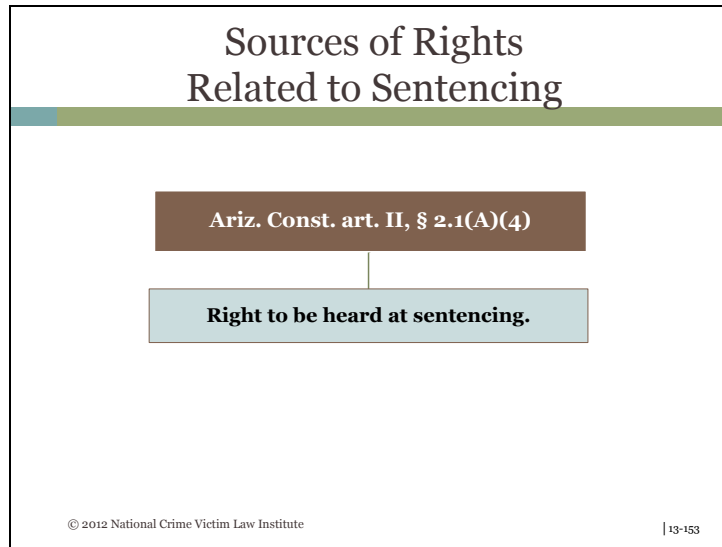 Sources of Rights
Related to Sentencing
Ariz. Const. art. II, § 2.1(A)(4)
Right to be heard at sentencing.
© 2012 National Crime Victim Law Institute
| 13-153